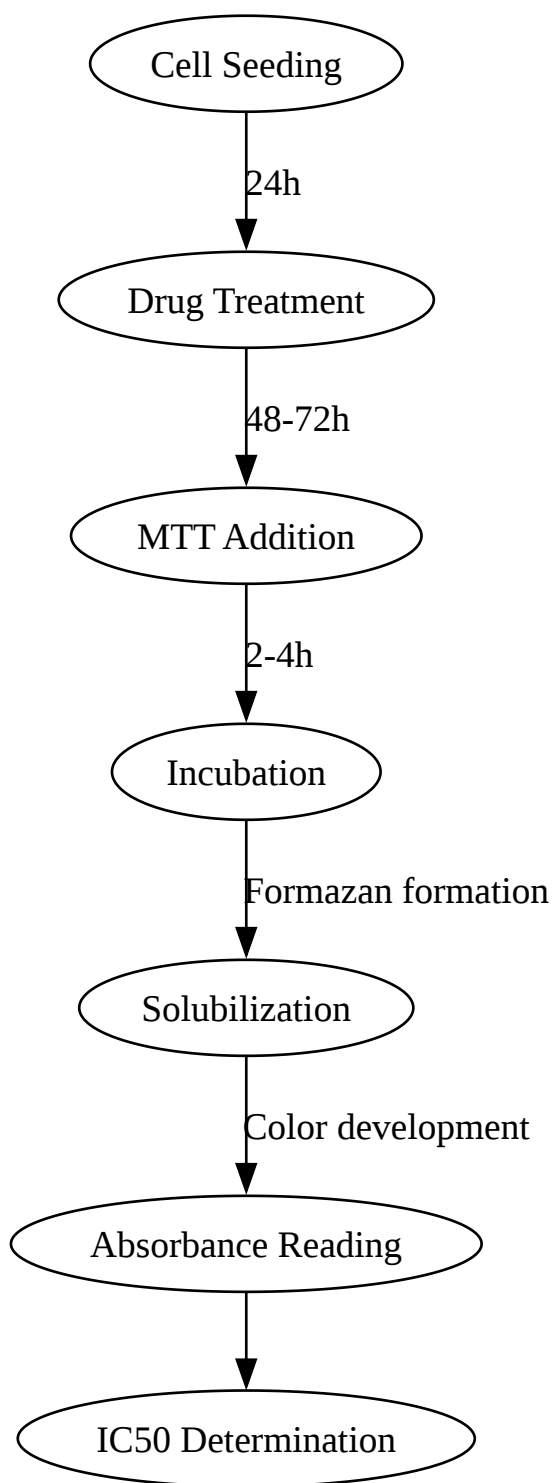 Cell Seeding
24h
Drug Treatment
48-72h
MTT Addition
2-4h
Incubation
Formazan formation
Solubilization
Color development
Absorbance Reading
IC50 Determination